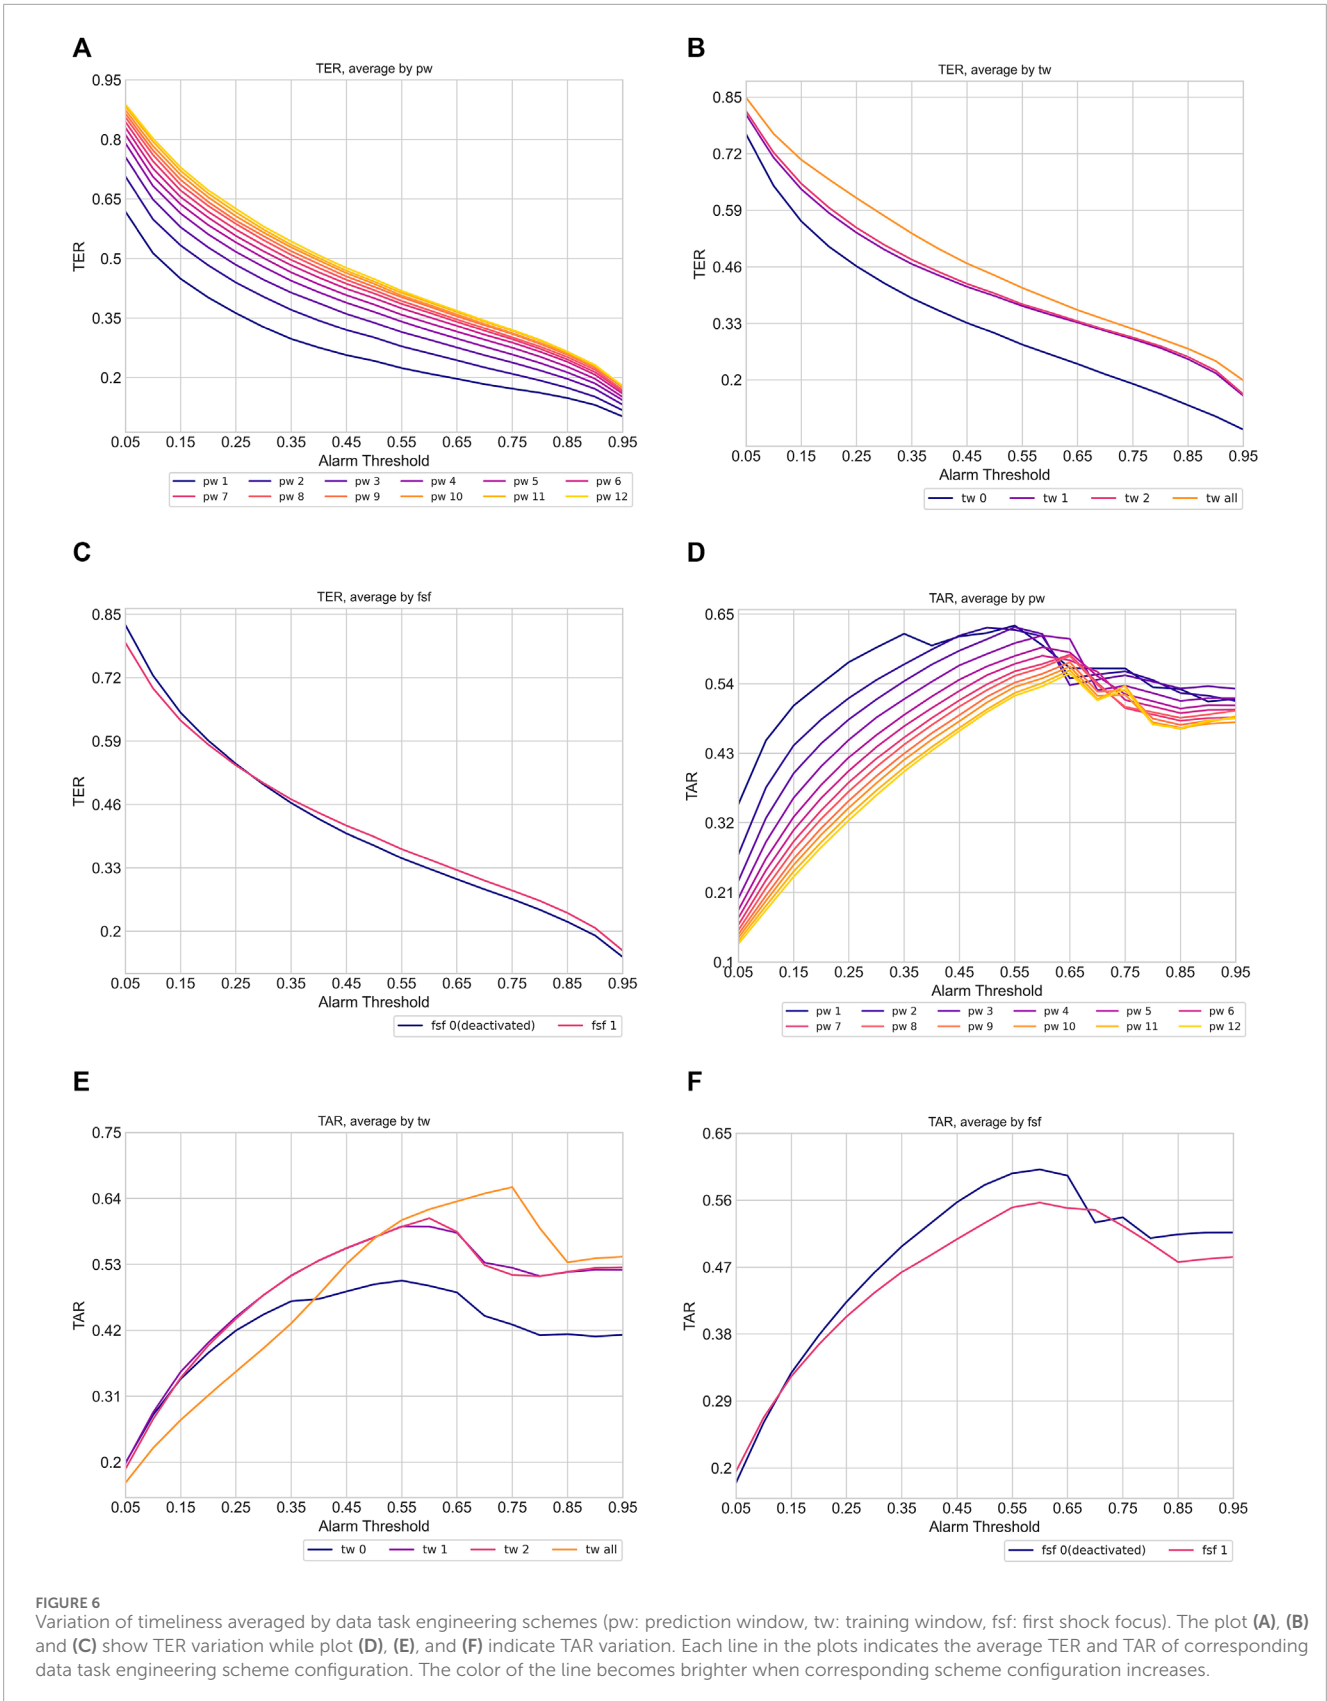 A
TER, average by pw
0.95
0.8
0.65
0.5
0.35
0.2
TER
0.05 0.15 0.25 0.35 0.45 0.55 0.65 0.75 0.85 0.95
Alarm Threshold
pw 1 pw 2 pw 3 pw 4 pw 5 pw 6
pw 7 pw 8 pw 9 pw 10 pw 11 pw 12
B
TER, average by tw
0.85
0.72
0.59
0.46
0.33
0.2
TER
0.05 0.15 0.25 0.35 0.45 0.55 0.65 0.75 0.85 0.95
Alarm Threshold
tw 0 tw 1 tw 2 tw all
C
TER, average by fsf
0.85
0.72
0.59
0.46
0.33
0.2
TER
0.05 0.15 0.25 0.35 0.45 0.55 0.65 0.75 0.85 0.95
Alarm Threshold
fsf 0(deactivated) fsf 1
D
TAR, average by pw
0.65
0.54
0.43
0.32
0.21
0.1
TAR
0.05 0.15 0.25 0.35 0.45 0.55 0.65 0.75 0.85 0.95
Alarm Threshold
pw 1 pw 2 pw 3 pw 4 pw 5 pw 6
pw 7 pw 8 pw 9 pw 10 pw 11 pw 12
E
TAR, average by tw
0.75
0.64
0.53
0.42
0.31
0.2
TAR
0.05 0.15 0.25 0.35 0.45 0.55 0.65 0.75 0.85 0.95
Alarm Threshold
tw 0 tw 1 tw 2 tw all
F
TAR, average by fsf
0.65
0.56
0.47
0.38
0.29
0.2
TAR
0.05 0.15 0.25 0.35 0.45 0.55 0.65 0.75 0.85 0.95
Alarm Threshold
fsf 0(deactivated) fsf 1
FIGURE 6
Variation of timeliness averaged by data task engineering schemes (pw: prediction window, tw: training window, fsf: first shock focus). The plot (A), (B)
and (C) show TER variation while plot (D), (E), and (F) indicate TAR variation. Each line in the plots indicates the average TER and TAR of corresponding
data task engineering scheme configuration. The color of the line becomes brighter when corresponding scheme configuration increases.